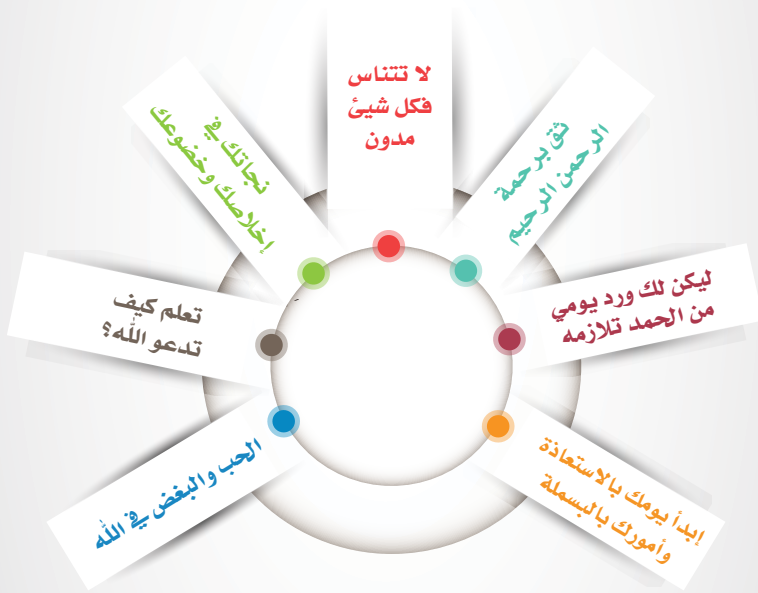 إبدأ يومك بالاستعاذة
وأمورك بالبسملة
ليكن لك ورد يومي
من الحمد تلازمه
ثق برحمة
الرحمن الرحيم
لا تتناس
فكل شيئ
مدون
نجاتك في
إخلاصك وخضوعك
تعلم كيف
تدعو الله؟
الحب والبغض في الله